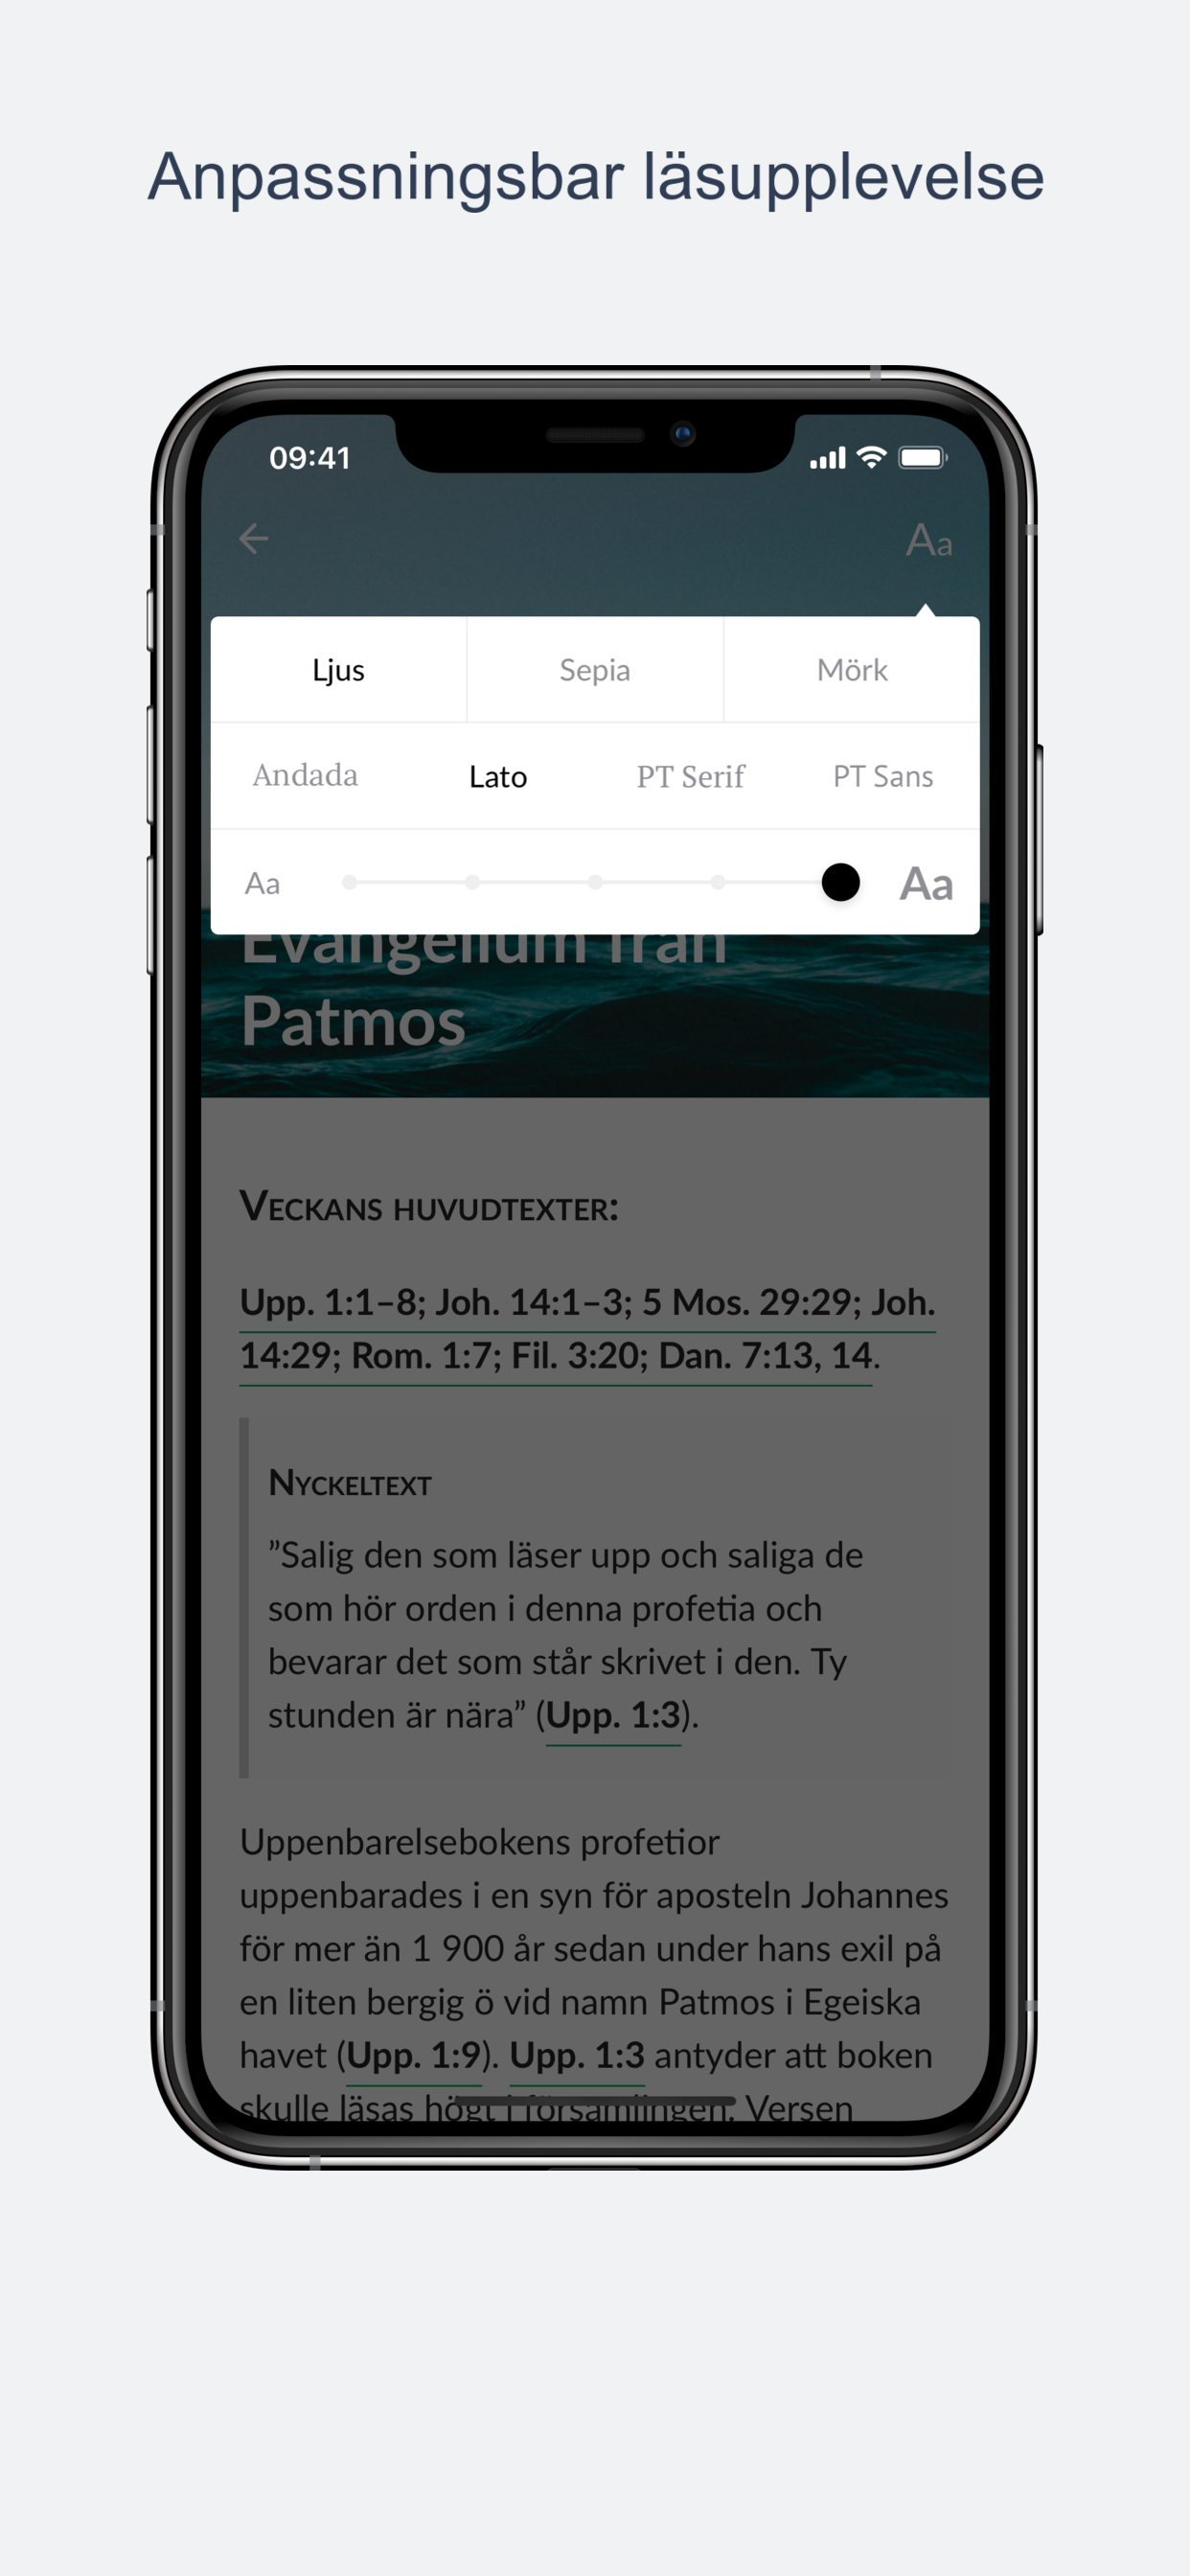 Anpassningsbar läsupplevelse
09:41
Aa
Ljus Sepia Mörk
Andada Lato PT Serif PT Sans
Aa Aa
Evangelium från
Patmos
VECKANS HUVUDTEXTER:
Upp. 1:1–8; Joh. 14:1–3; 5 Mos. 29:29; Joh.
14:29; Rom. 1:7; Fil. 3:20; Dan. 7:13, 14.
NYCKELTEXT
”Salig den som läser upp och saliga de
som hör orden i denna profetia och
bevarar det som står skrivet i den. Ty
stunden är nära” (Upp. 1:3).
Uppenbarelsebokens profetior
uppenbarades i en syn för aposteln Johannes
för mer än 1 900 år sedan under hans exil på
en liten bergig ö vid namn Patmos i Egeiska
havet (Upp. 1:9). Upp. 1:3 antyder att boken
skulle läsas högt i församlingen. Versen